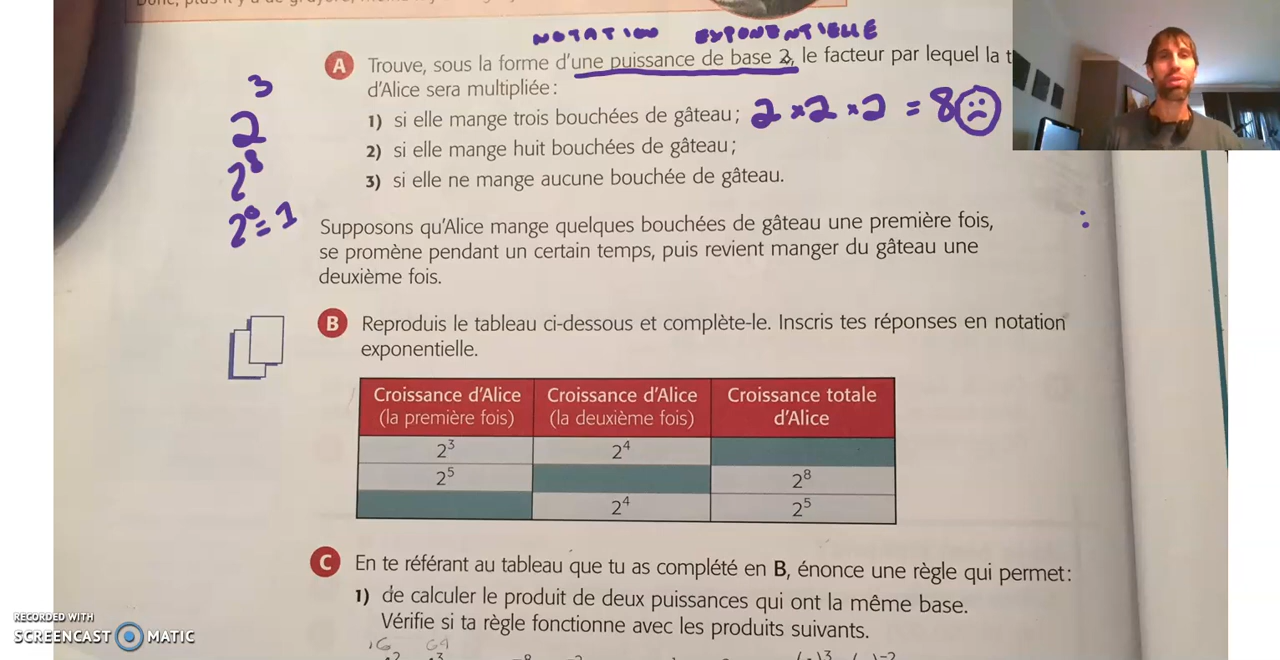 Donc, plus il y a de gruyère,
NOTATION EXPONENTIELLE
A Trouve, sous la forme d'une puissance de base 2, le facteur par lequel la t
d'Alice sera multipliée :
1) si elle mange trois bouchées de gâteau ; 2 × 2 × 2 = 8
2³
2) si elle mange huit bouchées de gâteau ;
2⁸
3) si elle ne mange aucune bouchée de gâteau.
2⁰ = 1
Supposons qu'Alice mange quelques bouchées de gâteau une première fois,
se promène pendant un certain temps, puis revient manger du gâteau une
deuxième fois.
B Reproduis le tableau ci-dessous et complète-le. Inscris tes réponses en notation
exponentielle.
Croissance d'Alice Croissance d'Alice Croissance totale
(la première fois) (la deuxième fois) d'Alice
2³ 2⁴
2⁵ 2⁸
2⁴ 2⁵
C En te référant au tableau que tu as complété en B, énonce une règle qui permet :
1) de calculer le produit de deux puissances qui ont la même base.
Vérifie si ta règle fonctionne avec les produits suivants.
16 64
RECORDED WITH
SCREENCAST MATIC